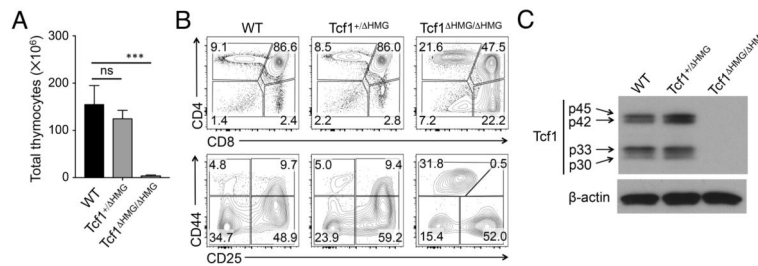 A
Total thymocytes (X10⁶)
200
150
100
50
0
***
ns
WT
Tcf1+/ΔHMG
Tcf1ΔHMG/ΔHMG
B
WT
Tcf1+/ΔHMG
Tcf1ΔHMG/ΔHMG
9.1 86.6 8.5 86.0 21.6 47.5
1.4 2.4 2.2 2.8 7.2 22.2
CD4
CD8
4.8 9.7 5.0 9.4 31.8 0.5
34.7 48.9 23.9 59.2 15.4 52.0
CD44
CD25
C
WT
Tcf1+/ΔHMG
Tcf1ΔHMG/ΔHM
Tcf1
p45
p42
p33
p30
β-actin